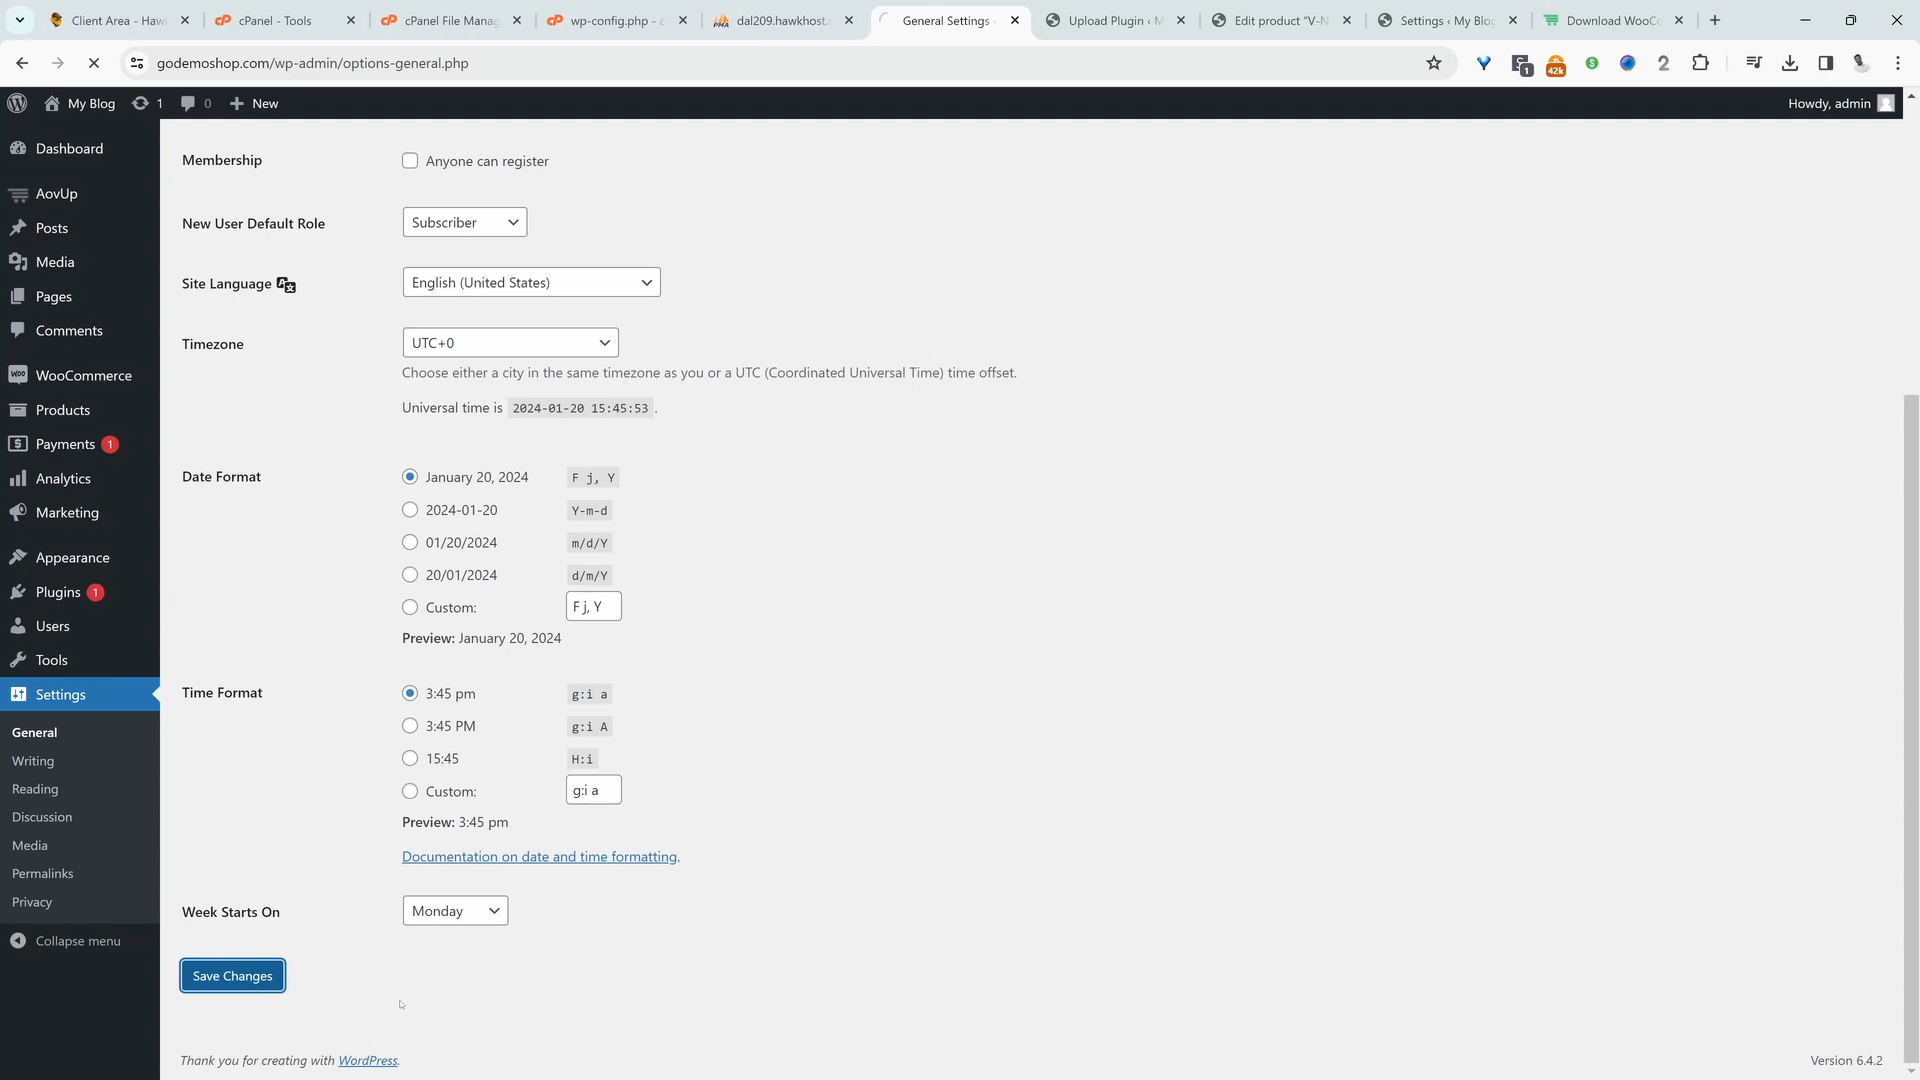 Client Area - Haw
cPanel - Tools
cPanel File Manag
wp-config.php - c
dal209.hawkhost.
General Settings
Upload Plugin ‹ M
Edit product "V-N
Settings ‹ My Blog
Download WooCo
godemoshop.com/wp-admin/options-general.php
1
42k
2
My Blog
1
0
New
Howdy, admin
Dashboard
AovUp
Posts
Media
Pages
Comments
WooCommerce
Products
Payments 1
Analytics
Marketing
Appearance
Plugins 1
Users
Tools
Settings
General
Writing
Reading
Discussion
Media
Permalinks
Privacy
Collapse menu
Membership
Anyone can register
New User Default Role
Subscriber
Site Language
English (United States)
Timezone
UTC+0
Choose either a city in the same timezone as you or a UTC (Coordinated Universal Time) time offset.
Universal time is 2024-01-20 15:45:53 .
Date Format
January 20, 2024 F j, Y
2024-01-20 Y-m-d
01/20/2024 m/d/Y
20/01/2024 d/m/Y
Custom: F j, Y
Preview: January 20, 2024
Time Format
3:45 pm g:i a
3:45 PM g:i A
15:45 H:i
Custom: g:i a
Preview: 3:45 pm
Documentation on date and time formatting.
Week Starts On
Monday
Save Changes
Thank you for creating with WordPress.
Version 6.4.2